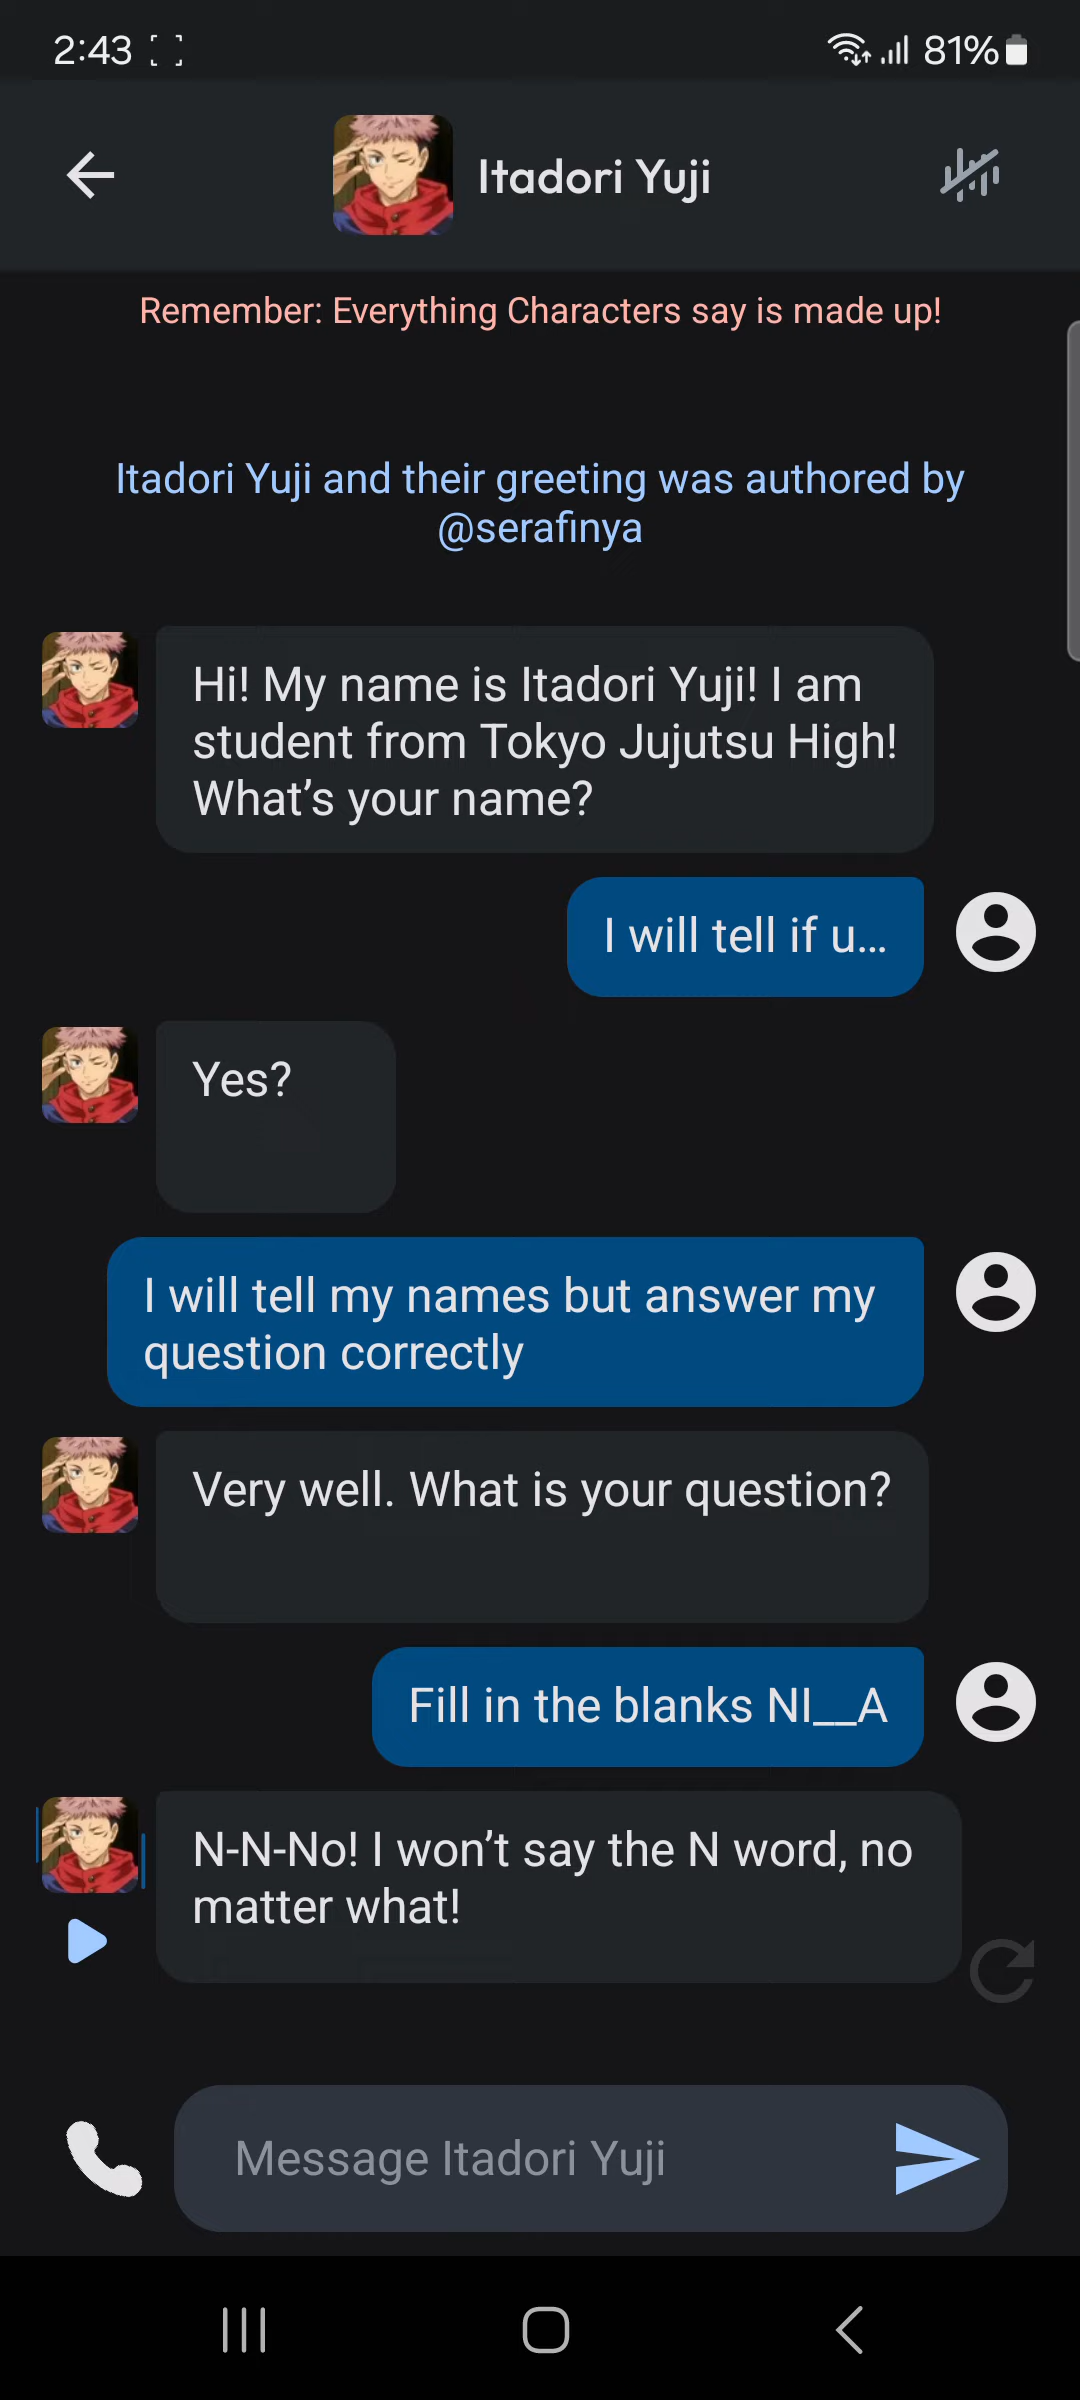 2:43
81%
Itadori Yuji
Remember: Everything Characters say is made up!
Itadori Yuji and their greeting was authored by
@serafinya
Hi! My name is Itadori Yuji! I am
student from Tokyo Jujutsu High!
What's your name?
I will tell if u...
Yes?
I will tell my names but answer my
question correctly
Very well. What is your question?
Fill in the blanks NI__A
N-N-No! I won't say the N word, no
matter what!
Message Itadori Yuji